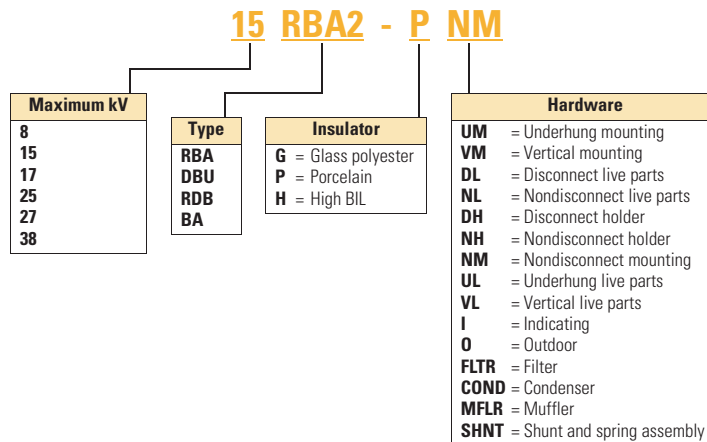 15 RBA2 - P NM
Maximum kV
8
15
17
25
27
38
Type
RBA
DBU
RDB
BA
Insulator
G = Glass polyester
P = Porcelain
H = High BIL
Hardware
UM = Underhung mounting
VM = Vertical mounting
DL = Disconnect live parts
NL = Nondisconnect live parts
DH = Disconnect holder
NH = Nondisconnect holder
NM = Nondisconnect mounting
UL = Underhung live parts
VL = Vertical live parts
I = Indicating
O = Outdoor
FLTR = Filter
COND = Condenser
MFLR = Muffler
SHNT = Shunt and spring assembly